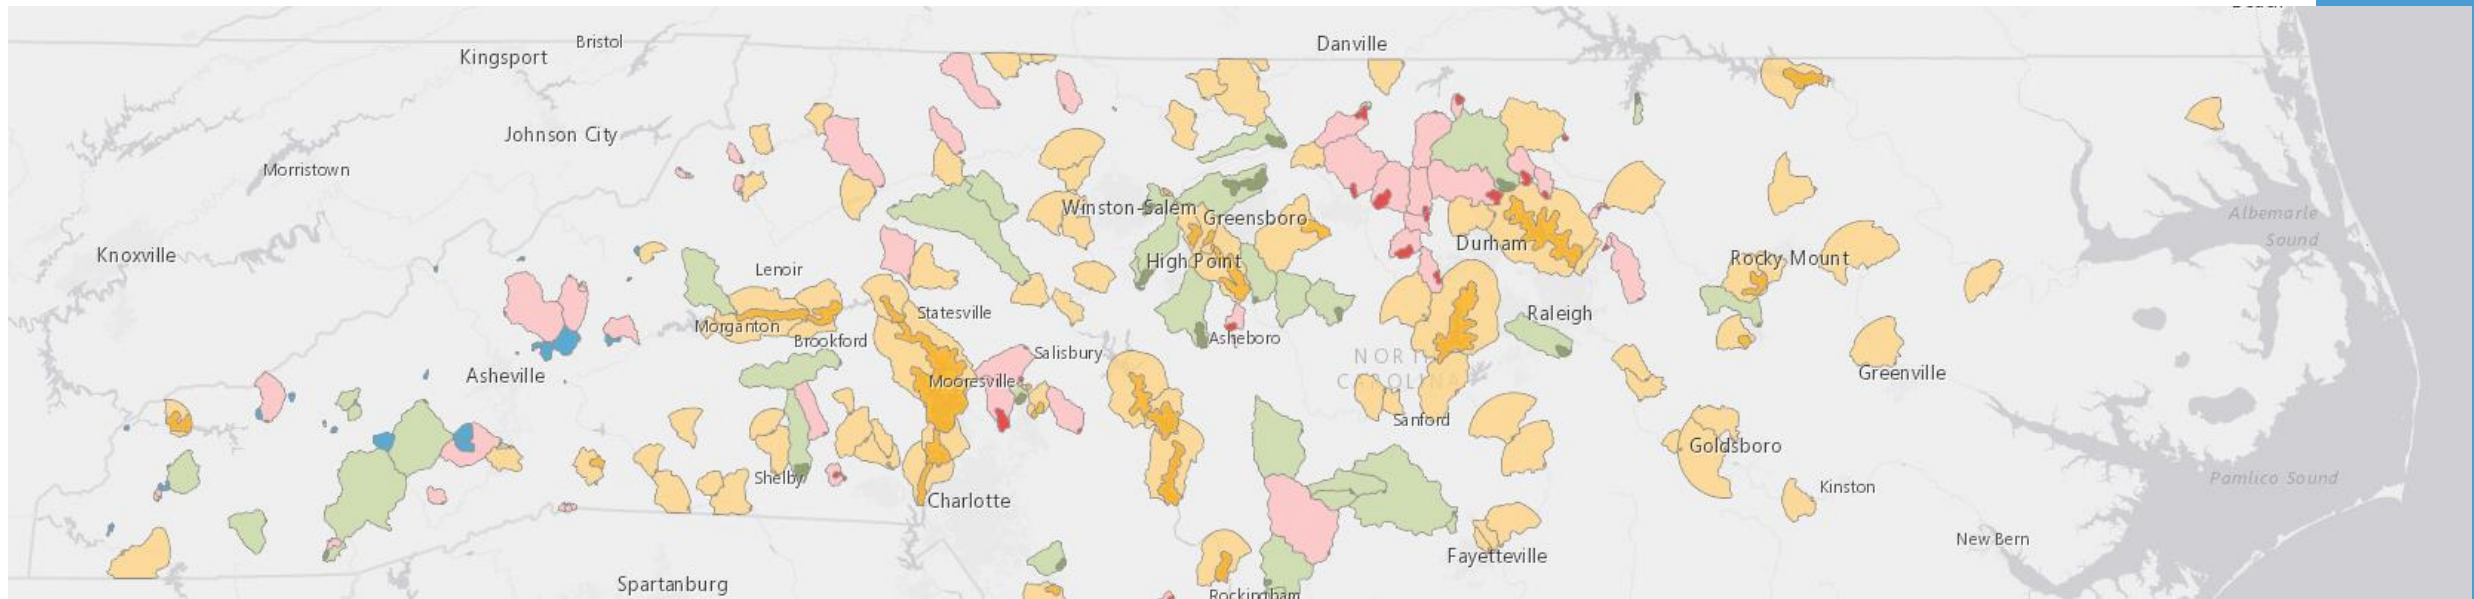 Bristol
Danville
Kingsport
Johnson City
Morristown
Winston-Salem
Greensboro
Albemarle
Sound
Durham
Knoxville
High Point
Rocky Mount
Lenoir
Statesville
Raleigh
Morganton
Brookford
Asheboro
Salisbury
NORTH
CAROLINA
Asheville
Mooresville
Greenville
Sanford
Goldsboro
Shelby
Kinston
Pamlico Sound
Charlotte
New Bern
Fayetteville
Spartanburg
Rockingham